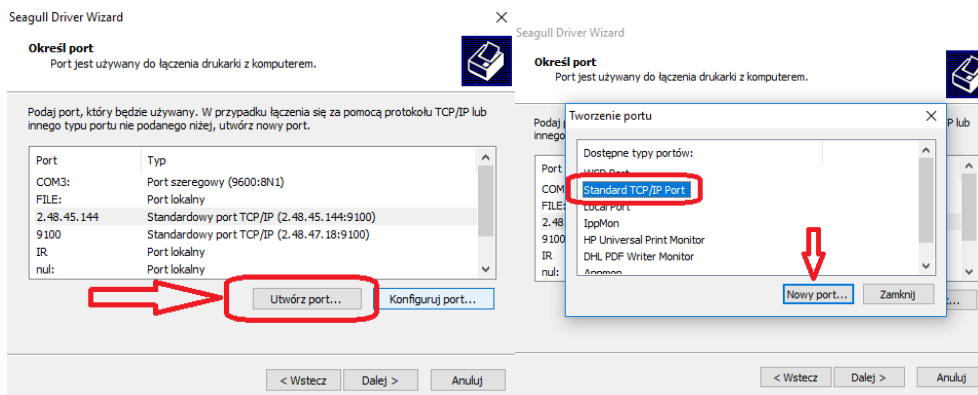 Seagull Driver Wizard
Określ port
Port jest używany do łączenia drukarki z komputerem.
Podaj port, który będzie używany. W przypadku łączenia się za pomocą protokołu TCP/IP lub
innego typu portu nie podanego niżej, utwórz nowy port.
Port Typ
COM3: Port szeregowy (9600:8N1)
FILE: Port lokalny
2.48.45.144 Standardowy port TCP/IP (2.48.45.144:9100)
9100 Standardowy port TCP/IP (2.48.47.18:9100)
IR Port lokalny
nul: Port lokalny
Utwórz port... Konfiguruj port...
< Wstecz Dalej > Anuluj
Seagull Driver Wizard
Określ port
Port jest używany do łączenia drukarki z komputerem.
Podaj
P lub
innego
Port
COM
FILE:
2.48
9100
IR
nul:
Tworzenie portu
Dostępne typy portów:
WSD Port
Standard TCP/IP Port
Local Port
IppMon
HP Universal Print Monitor
DHL PDF Writer Monitor
Appmon
Nowy port... Zamknij
< Wstecz Dalej > Anuluj